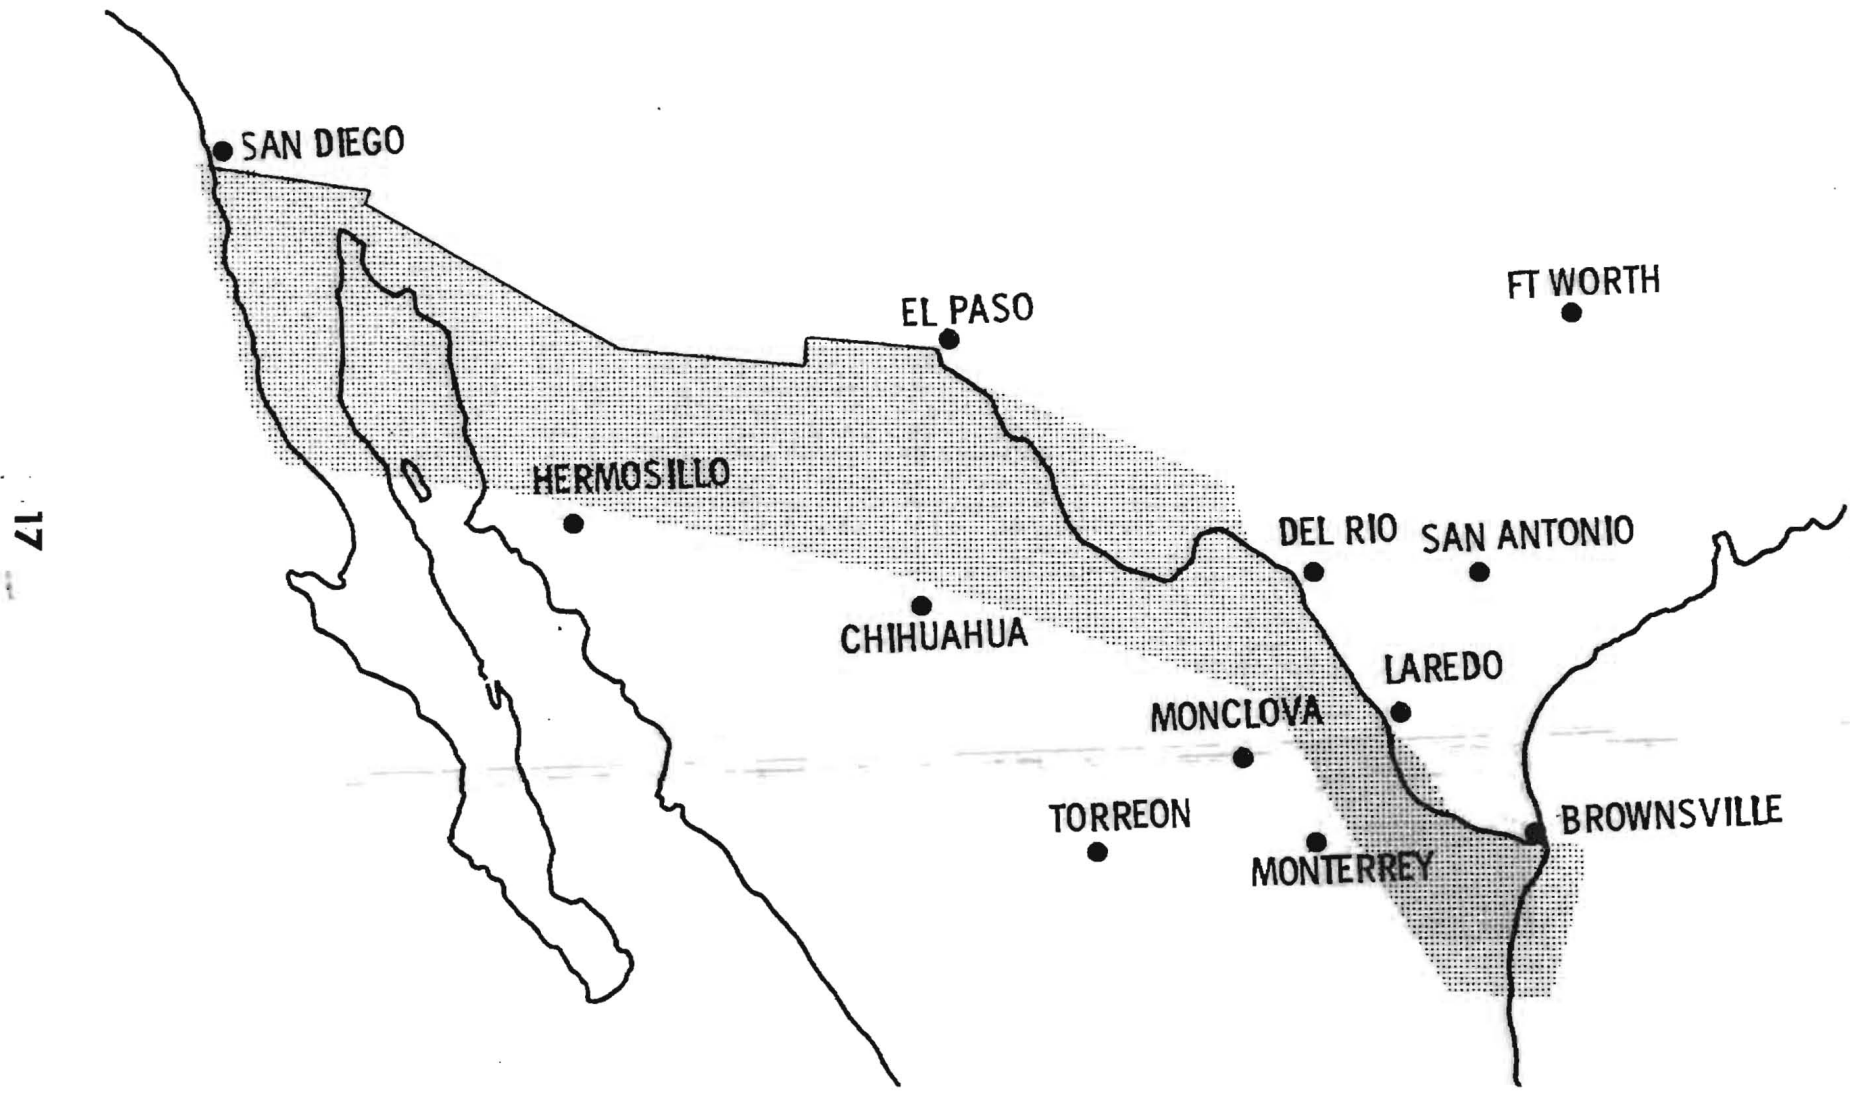 SAN DIEGO
EL PASO
FT WORTH
HERMOSILLO
DEL RIO
SAN ANTONIO
CHIHUAHUA
LAREDO
MONCLOVA
TORREON
BROWNSVILLE
MONTERREY
17